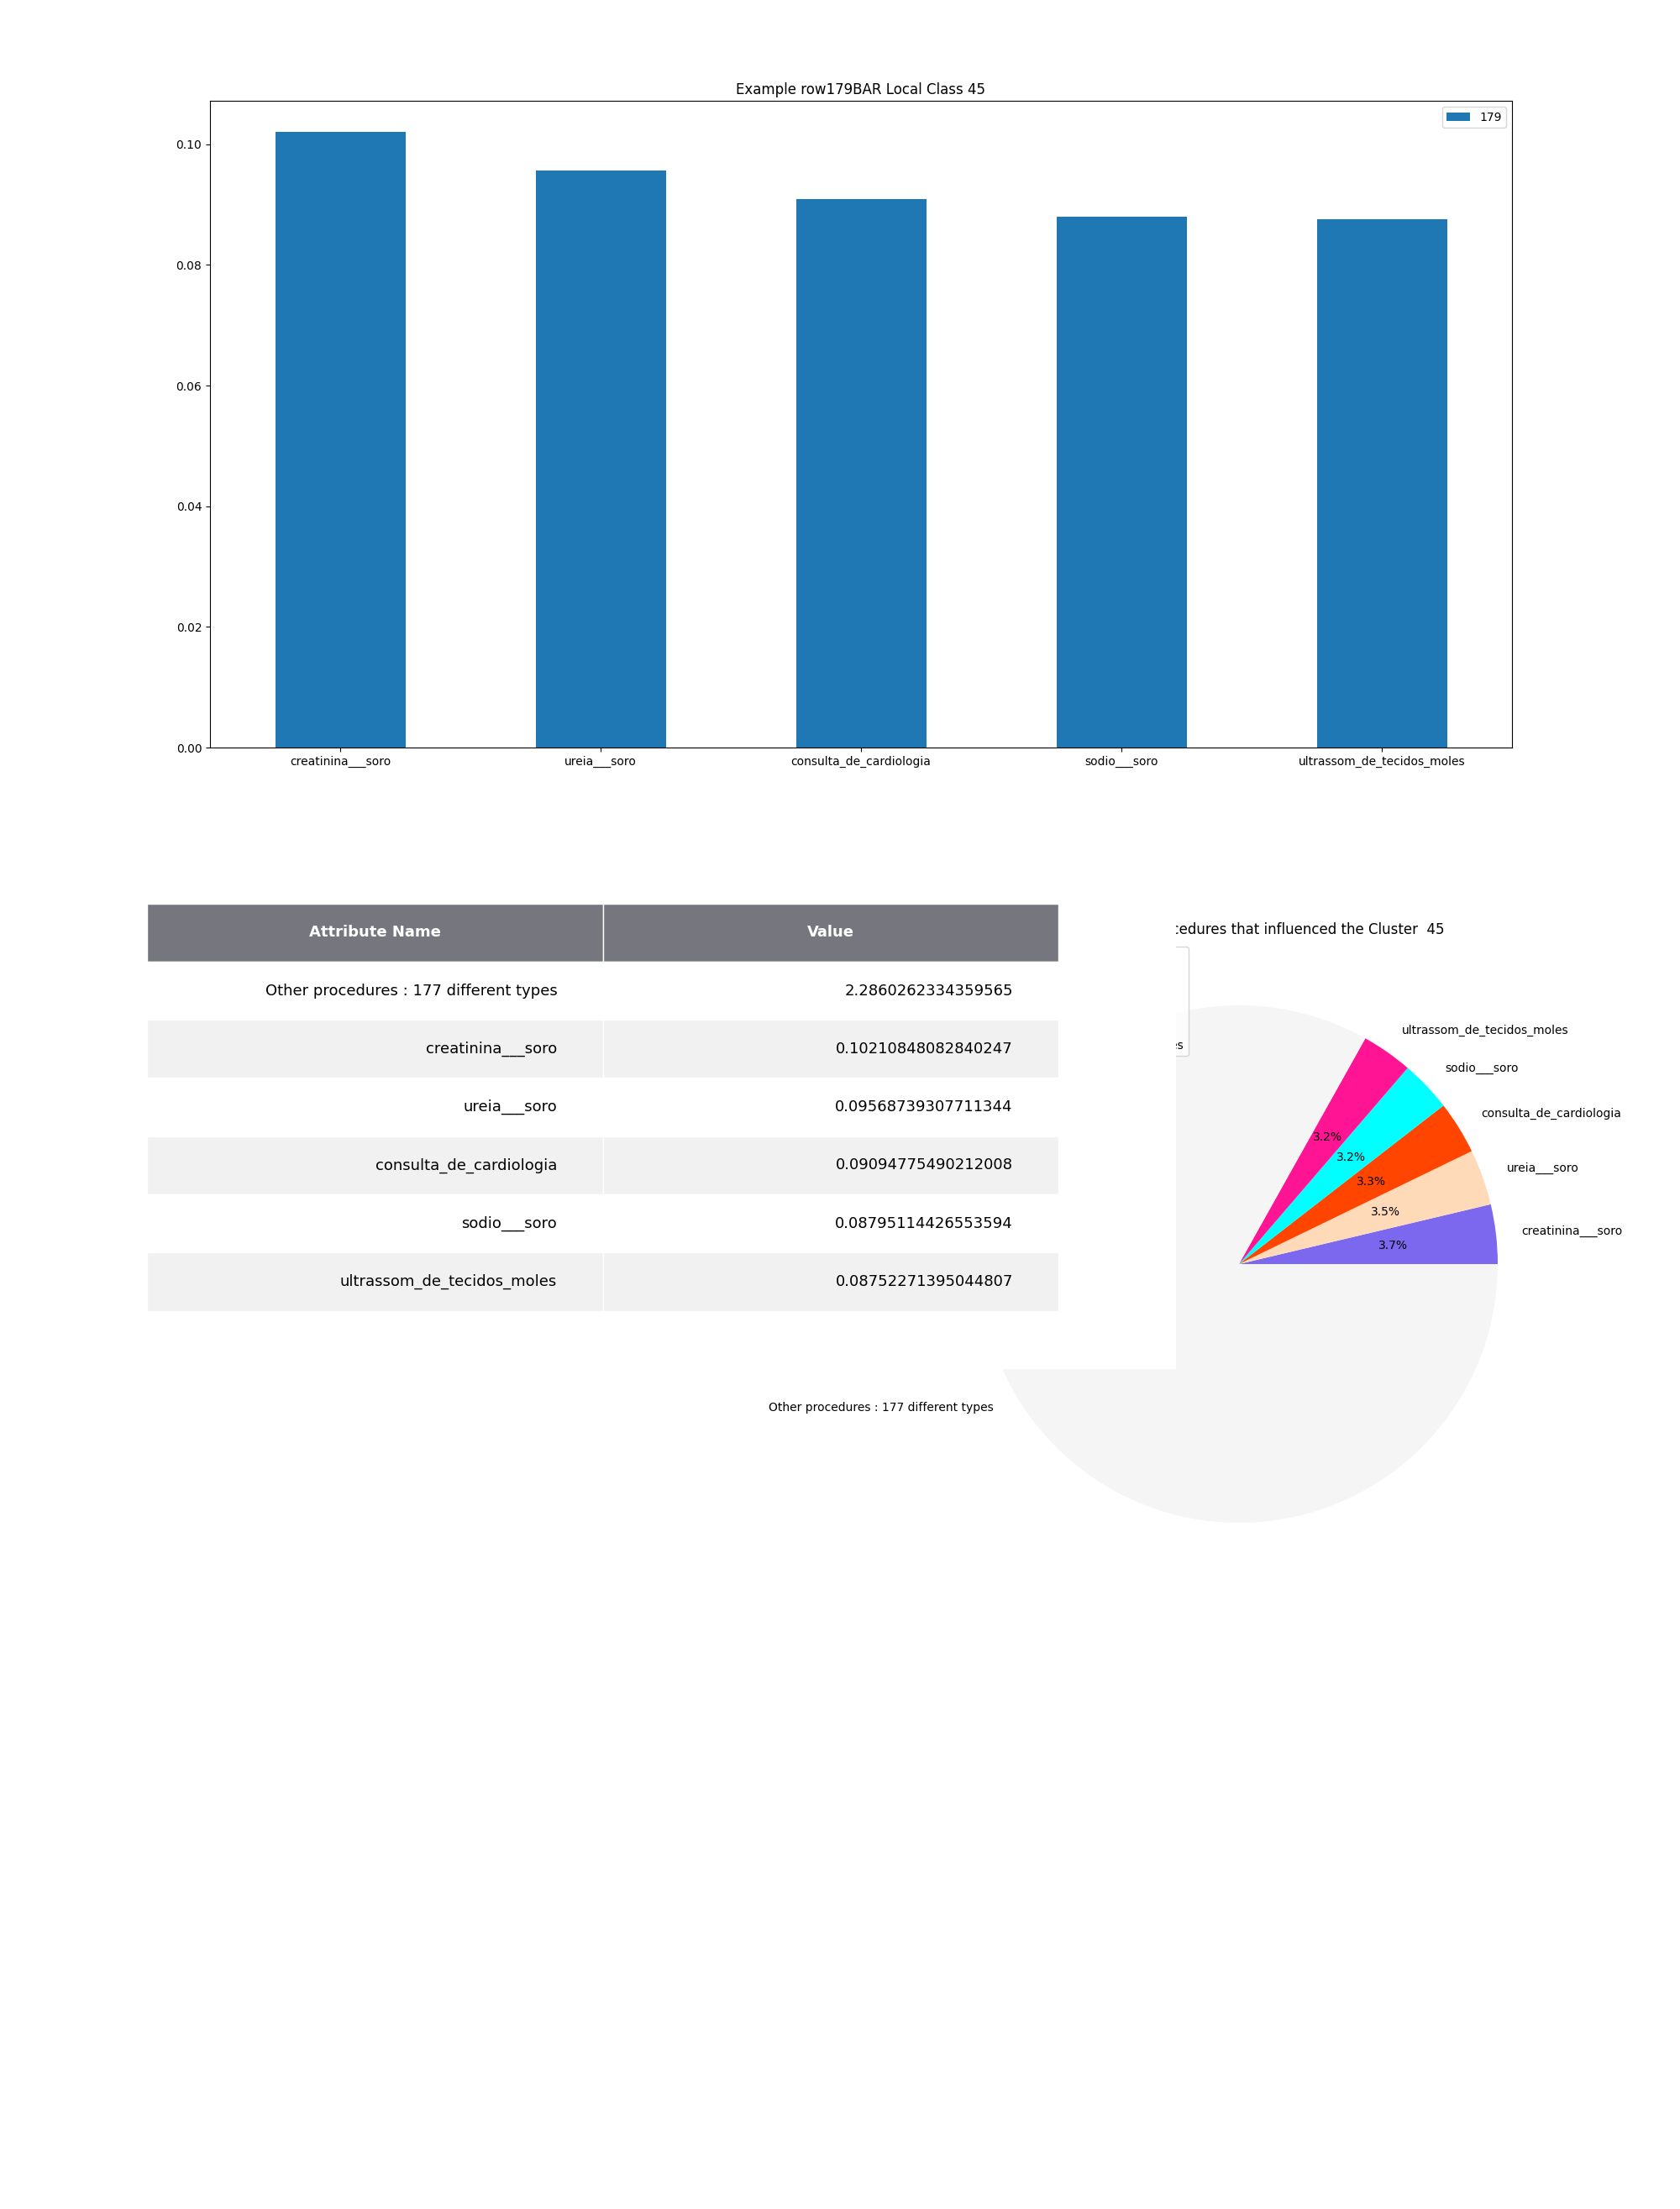 Example row179BAR Local Class 45
179
0.10
0.08
0.06
0.04
0.02
0.00
creatinina___soro ureia___soro consulta_de_cardiologia sodio___soro ultrassom_de_tecidos_moles
Attribute Name Value
Other procedures : 177 different types 2.2860262334359565
creatinina___soro 0.10210848082840247
ureia___soro 0.09568739307711344
consulta_de_cardiologia 0.09094775490212008
sodio___soro 0.08795114426553594
ultrassom_de_tecidos_moles 0.08752271395044807
cedures that influenced the Cluster 45
es
ultrassom_de_tecidos_moles
sodio___soro
consulta_de_cardiologia
ureia___soro
creatinina___soro
3.2%
3.2%
3.3%
3.5%
3.7%
Other procedures : 177 different types